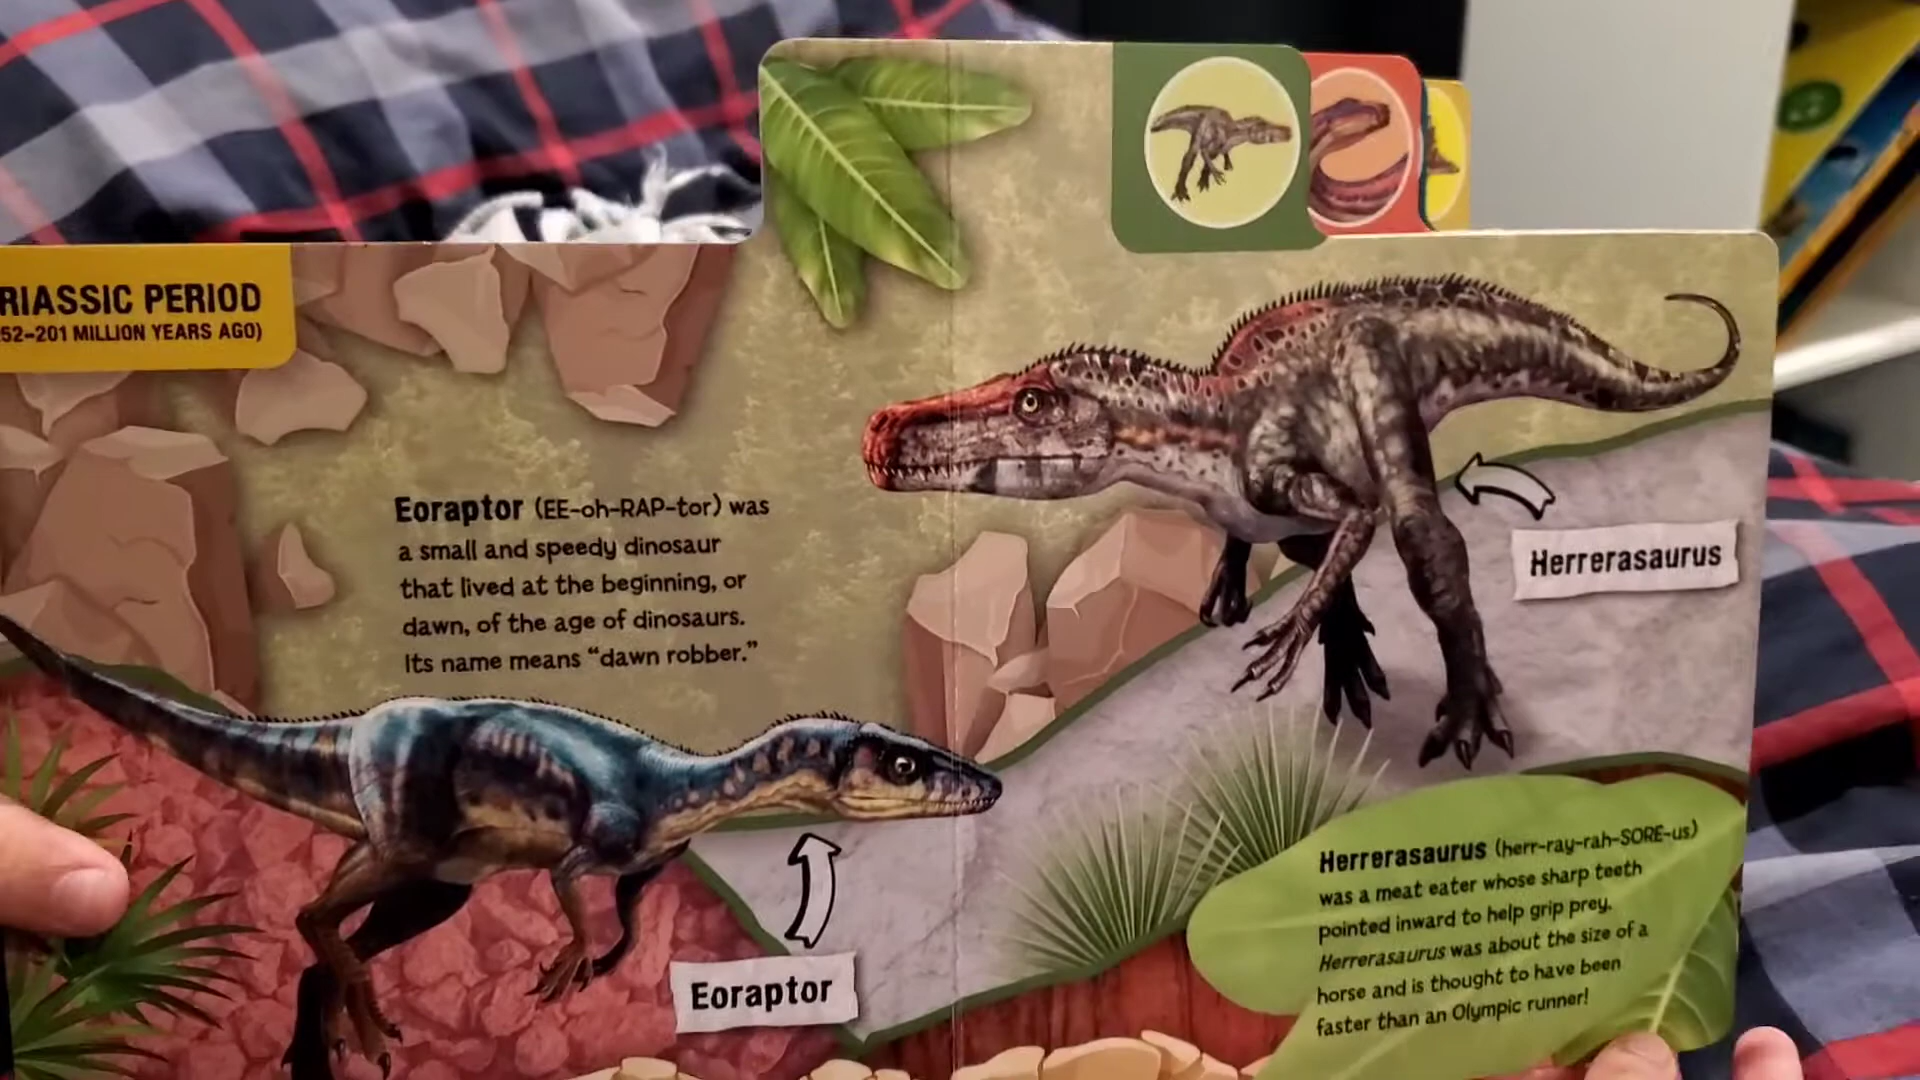 RIASSIC PERIOD
52–201 MILLION YEARS AGO)
Eoraptor (EE-oh-RAP-tor) was
a small and speedy dinosaur
that lived at the beginning, or
dawn, of the age of dinosaurs.
Its name means “dawn robber.”
Herrerasaurus
Eoraptor
Herrerasaurus (herr-ray-rah-SORE-us)
was a meat eater whose sharp teeth
pointed inward to help grip prey.
Herrerasaurus was about the size of a
horse and is thought to have been
faster than an Olympic runner!